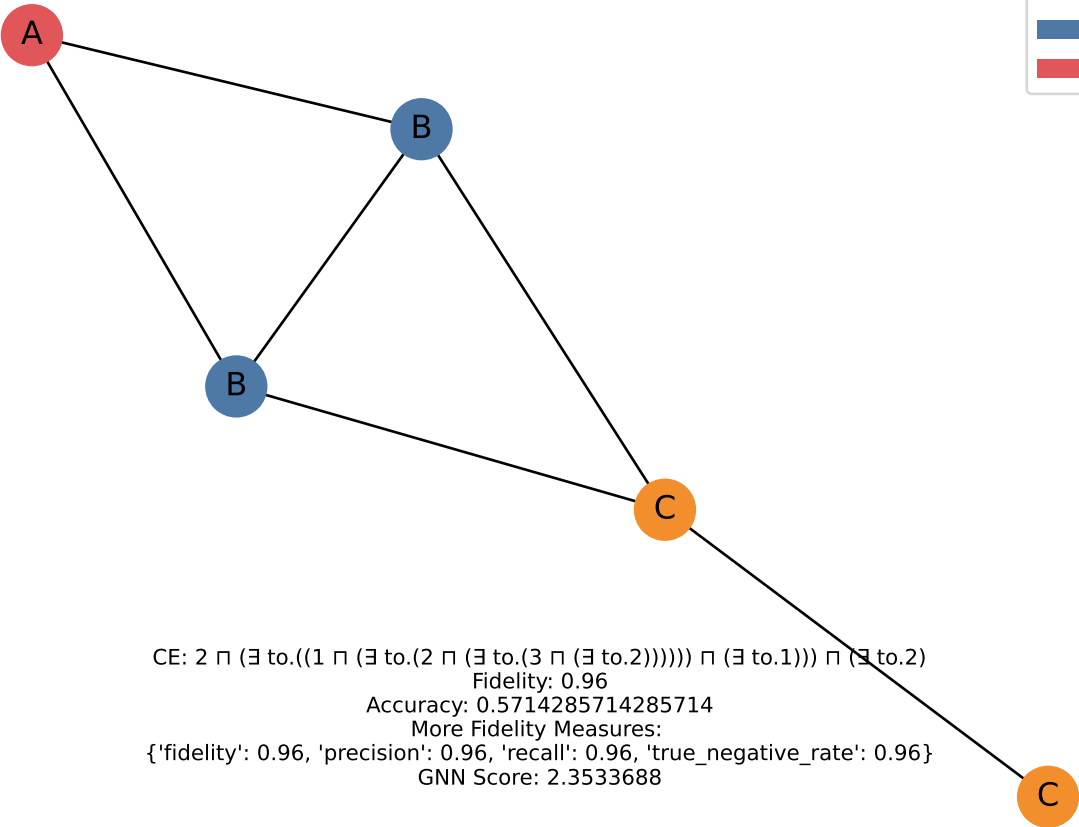 A
B
B
C
CE: 2 ⊓ (∃ to.((1 ⊓ (∃ to.(2 ⊓ (∃ to.(3 ⊓ (∃ to.2)))))) ⊓ (∃ to.1))) ⊓ (∃ to.2)
Fidelity: 0.96
Accuracy: 0.5714285714285714
More Fidelity Measures:
{'fidelity': 0.96, 'precision': 0.96, 'recall': 0.96, 'true_negative_rate': 0.96}
GNN Score: 2.3533688
C